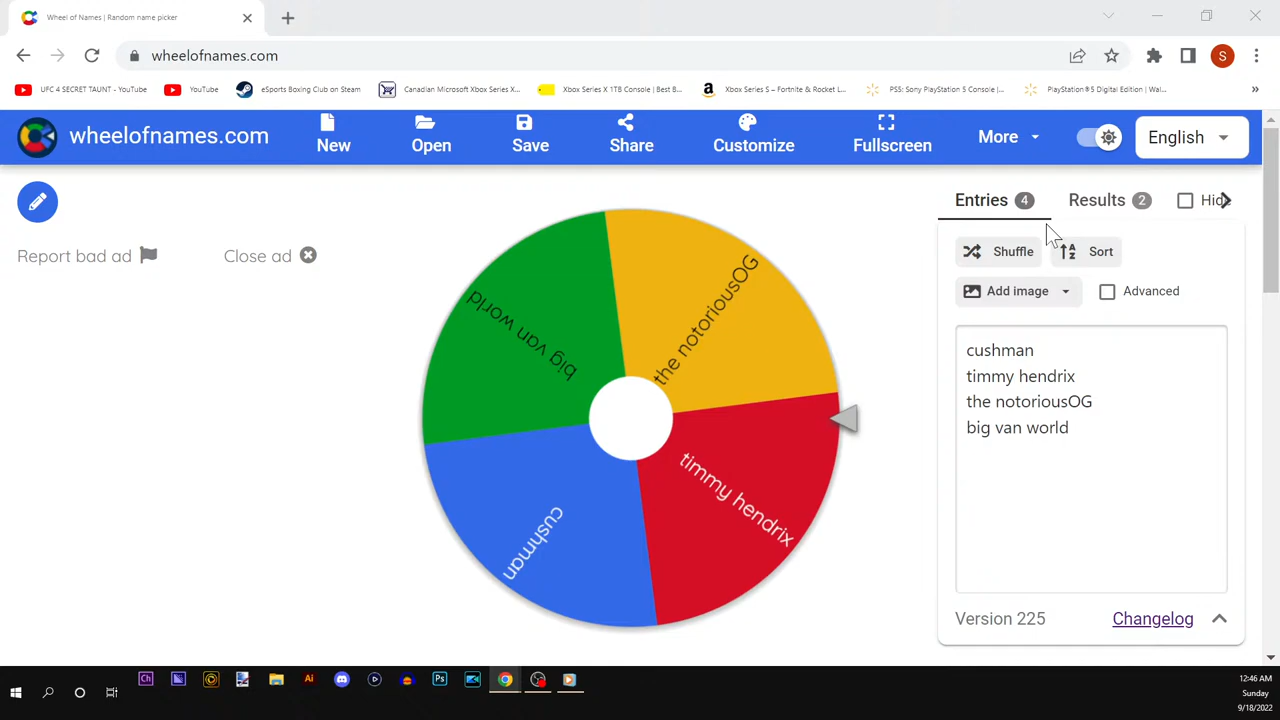 Wheel of Names | Random name picker
wheelofnames.com
S
UFC 4 SECRET TAUNT - YouTube
YouTube
eSports Boxing Club on Steam
Canadian Microsoft Xbox Series X...
Xbox Series X 1TB Console | Best B...
Xbox Series S – Fortnite & Rocket L...
PS5: Sony PlayStation 5 Console |...
PlayStation®5 Digital Edition | Wal...
wheelofnames.com
New
Open
Save
Share
Customize
Fullscreen
More
English
Report bad ad
Close ad
Entries 4
Results 2
Hide
Shuffle
Sort
Add image
Advanced
cushman
timmy hendrix
the notoriousOG
big van world
Version 225
Changelog
big van world
the notoriousOG
cushman
timmy hendrix
Ch
Ai
Ps
12:46 AM
Sunday
9/18/2022